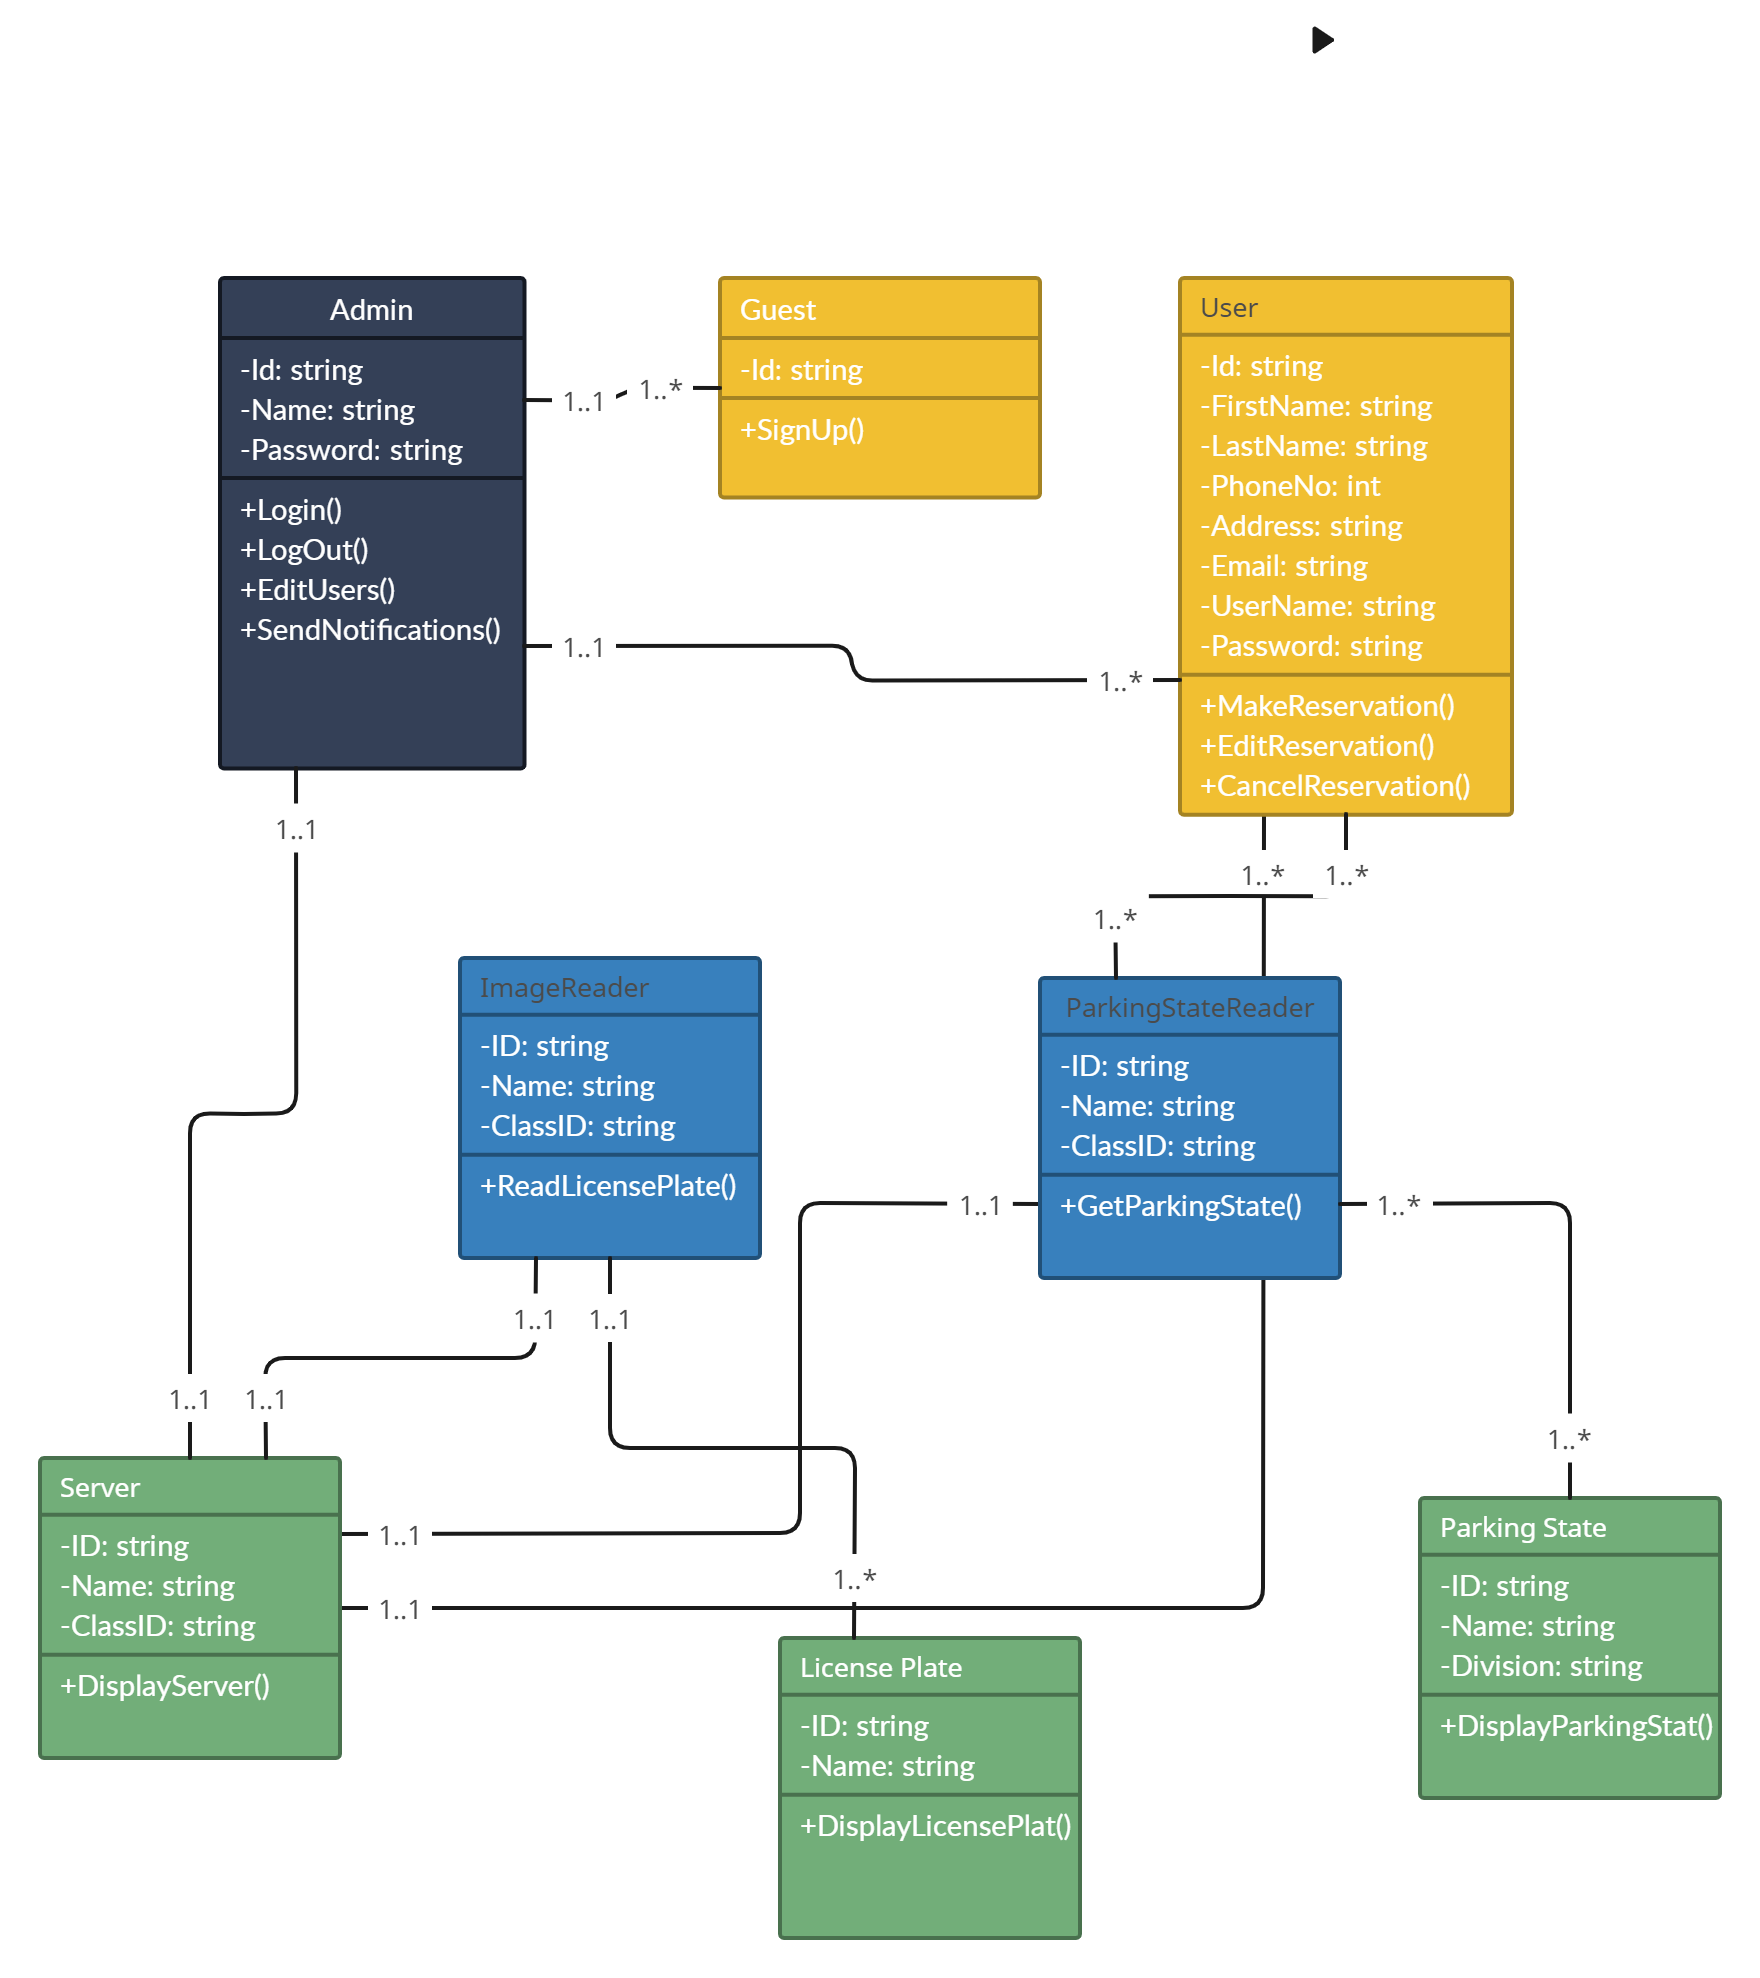 Admin
-Id: string
-Name: string
-Password: string
+Login()
+LogOut()
+EditUsers()
+SendNotifications()
1..1
1..*
Guest
-Id: string
+SignUp()
User
-Id: string
-FirstName: string
-LastName: string
-PhoneNo: int
-Address: string
-Email: string
-UserName: string
-Password: string
+MakeReservation()
+EditReservation()
+CancelReservation()
1..1
1..*
1..1
1..*
1..*
1..*
ImageReader
-ID: string
-Name: string
-ClassID: string
+ReadLicensePlate()
ParkingStateReader
-ID: string
-Name: string
-ClassID: string
+GetParkingState()
1..1
1..*
1..1
1..1
1..1
1..1
1..*
Server
-ID: string
-Name: string
-ClassID: string
+DisplayServer()
1..1
1..1
1..*
License Plate
-ID: string
-Name: string
+DisplayLicensePlat()
Parking State
-ID: string
-Name: string
-Division: string
+DisplayParkingStat()